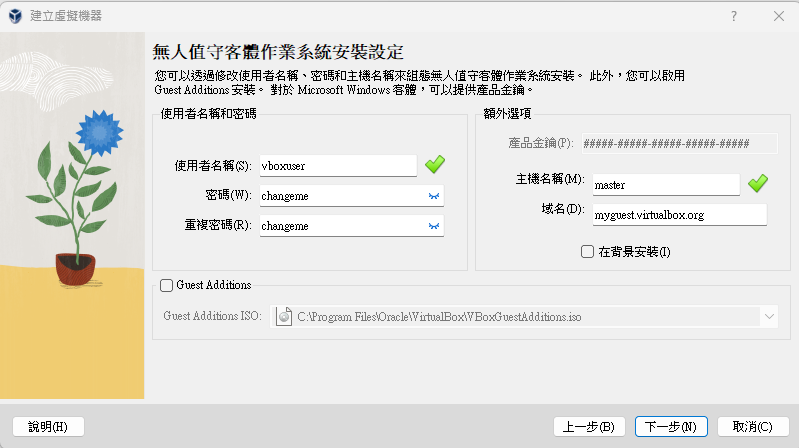 建立虛擬機器
無人值守客體作業系統安裝設定
您可以透過修改使用者名稱、密碼和主機名稱來組態無人值守客體作業系統安裝。 此外，您可以啟用
Guest Additions 安裝。 對於 Microsoft Windows 客體，可以提供產品金鑰。
使用者名稱和密碼
使用者名稱(S): vboxuser
密碼(W): changeme
重複密碼(R): changeme
額外選項
產品金鑰(P): #####-#####-#####-#####-#####
主機名稱(M): master
域名(D): myguest.virtualbox.org
在背景安裝(I)
Guest Additions
Guest Additions ISO: C:\Program Files\Oracle\VirtualBox\VBoxGuestAdditions.iso
說明(H) 上一步(B) 下一步(N) 取消(C)